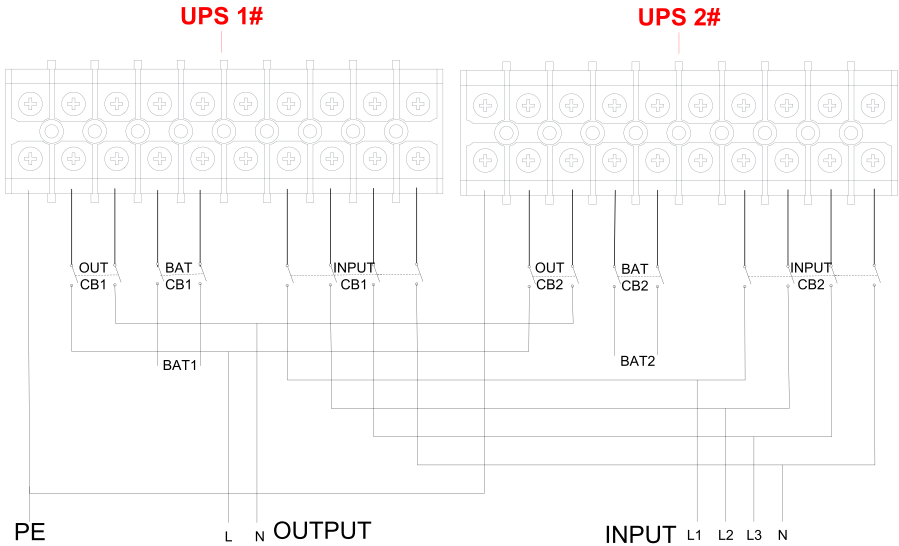 UPS 1#
UPS 2#
OUT
CB1
BAT
CB1
INPUT
CB1
OUT
CB2
BAT
CB2
INPUT
CB2
BAT1
BAT2
PE
L N OUTPUT
INPUT L1 L2 L3 N